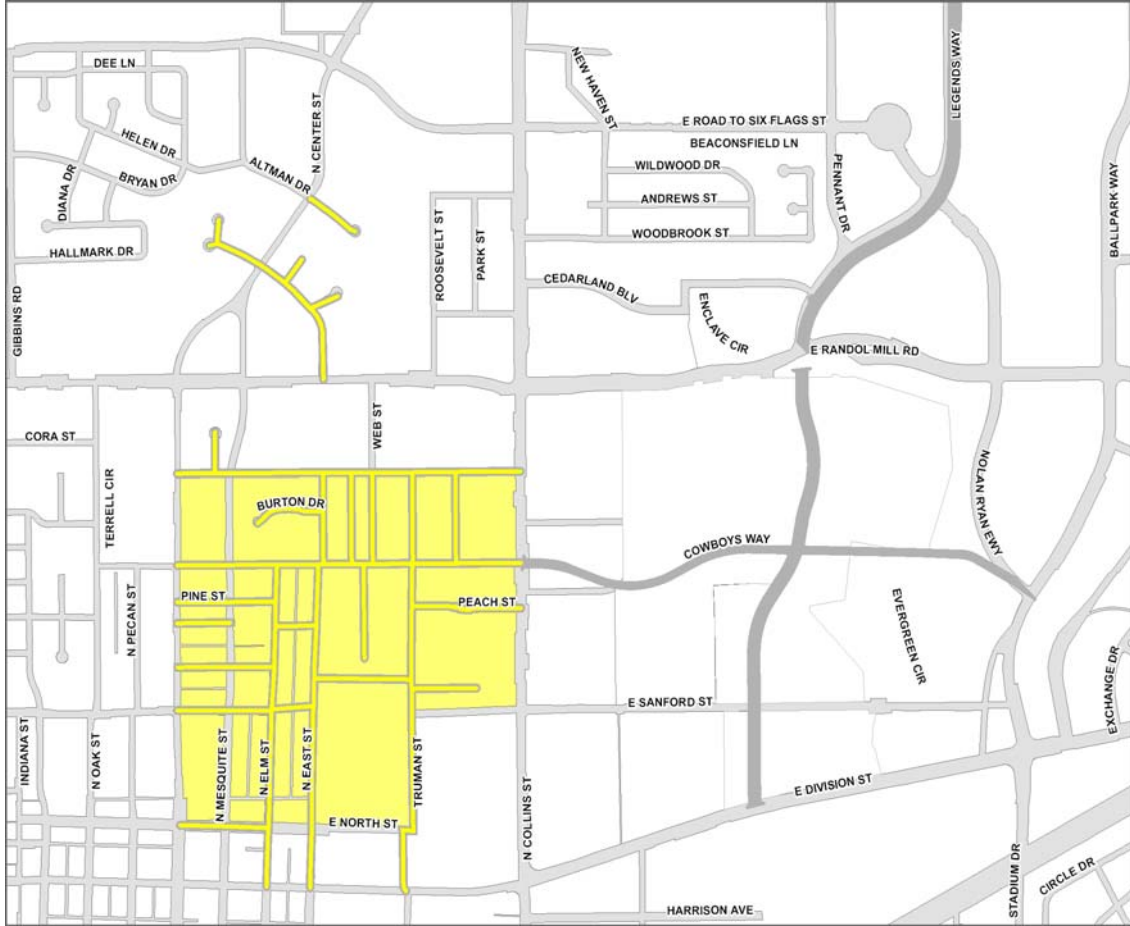 DEE LN
HELEN DR
DIANA DR
BRYAN DR
HALLMARK DR
GIBBINS RD
N CENTER ST
ALTMAN DR
ROOSEVELT ST
PARK ST
NEW HAVEN ST
E ROAD TO SIX FLAGS ST
BEACONSFIELD LN
WILDWOOD DR
ANDREWS ST
WOODBROOK ST
PENNANT DR
LEGENDS WAY
BALLPARK WAY
CEDARLAND BLV
ENCLAVE CIR
E RANDOL MILL RD
CORA ST
TERRELL CIR
WEB ST
BURTON DR
NOLAN RYAN EWY
COWBOYS WAY
PINE ST
PEACH ST
N PECAN ST
EVERGREEN CIR
EXCHANGE DR
E SANFORD ST
INDIANA ST
N OAK ST
N MESQUITE ST
N ELM ST
N EAST ST
TRUMAN ST
E NORTH ST
N COLLINS ST
E DIVISION ST
STADIUM DR
CIRCLE DR
HARRISON AVE